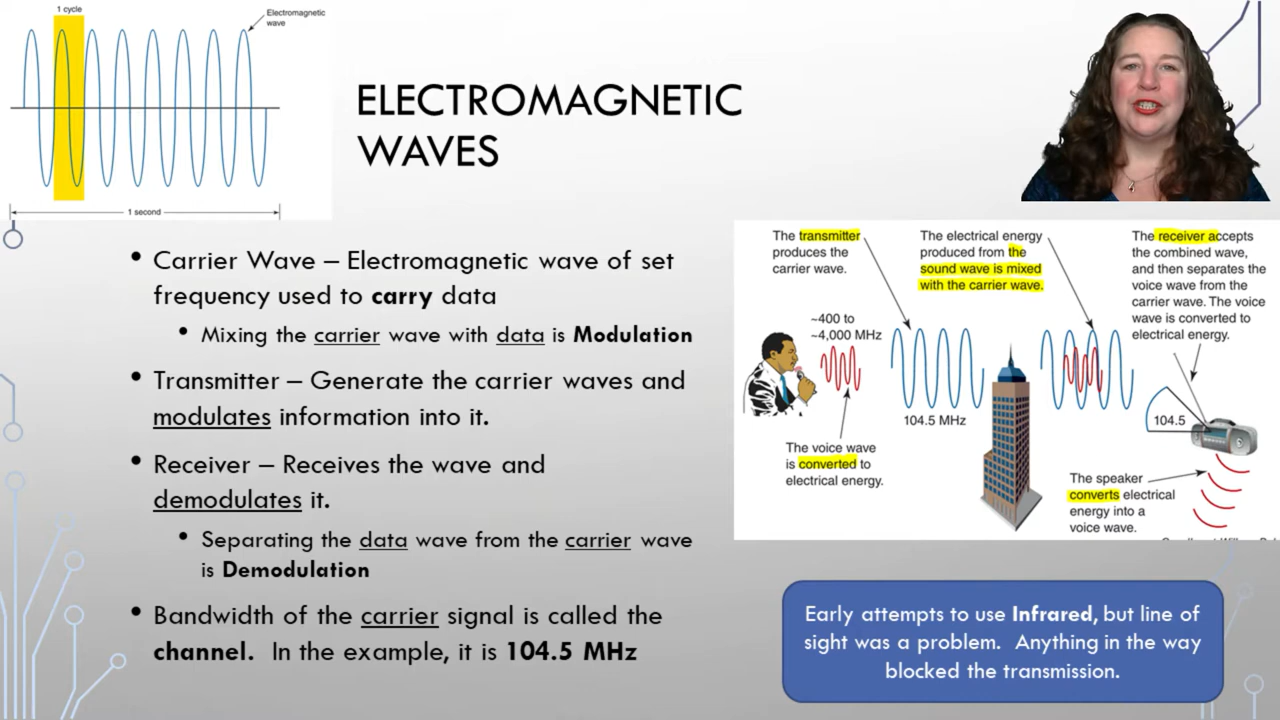 1 cycle
Electromagnetic
wave
1 second
ELECTROMAGNETIC
WAVES
• Carrier Wave – Electromagnetic wave of set
frequency used to carry data
• Mixing the carrier wave with data is Modulation
• Transmitter – Generate the carrier waves and
modulates information into it.
• Receiver – Receives the wave and
demodulates it.
• Separating the data wave from the carrier wave
is Demodulation
• Bandwidth of the carrier signal is called the
channel. In the example, it is 104.5 MHz
The transmitter
produces the
carrier wave.
The electrical energy
produced from the
sound wave is mixed
with the carrier wave.
The receiver accepts
the combined wave,
and then separates the
voice wave from the
carrier wave. The voice
wave is converted to
electrical energy.
~400 to
~4,000 MHz
104.5 MHz
104.5
The voice wave
is converted to
electrical energy.
The speaker
converts electrical
energy into a
voice wave.
Early attempts to use Infrared, but line of
sight was a problem. Anything in the way
blocked the transmission.